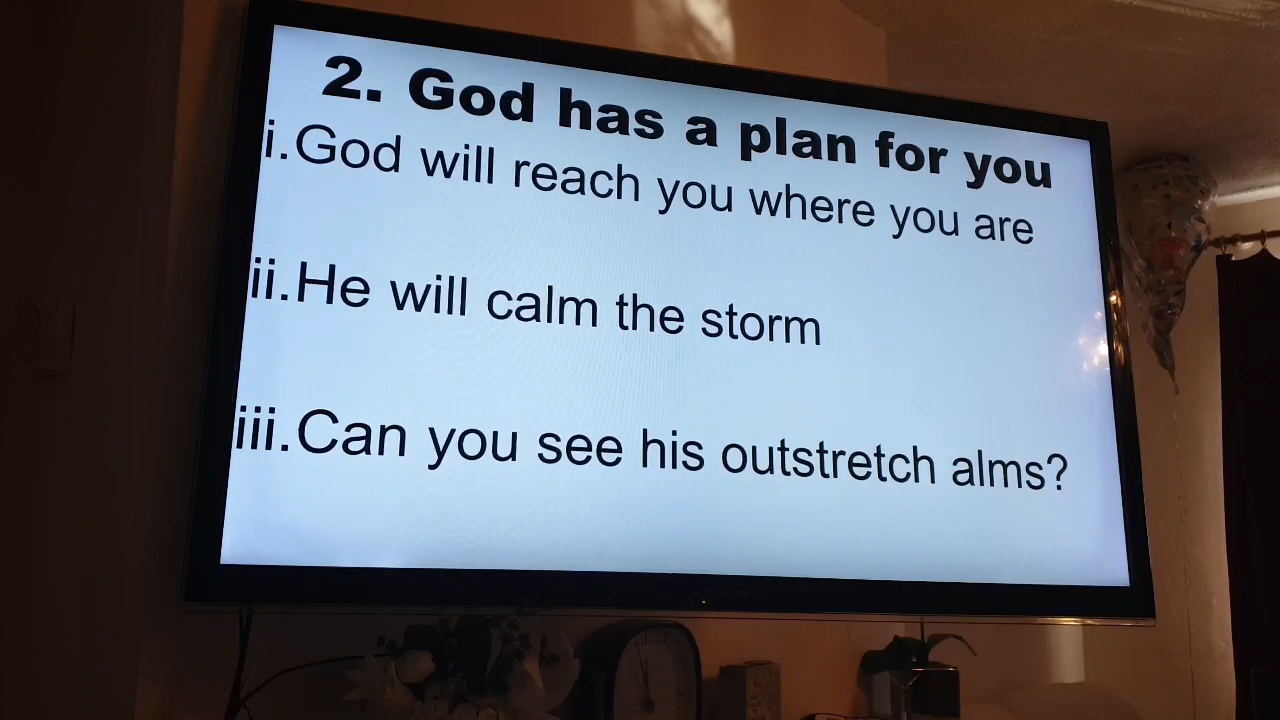 2. God has a plan for you
i.God will reach you where you are
ii.He will calm the storm
iii.Can you see his outstretch alms?